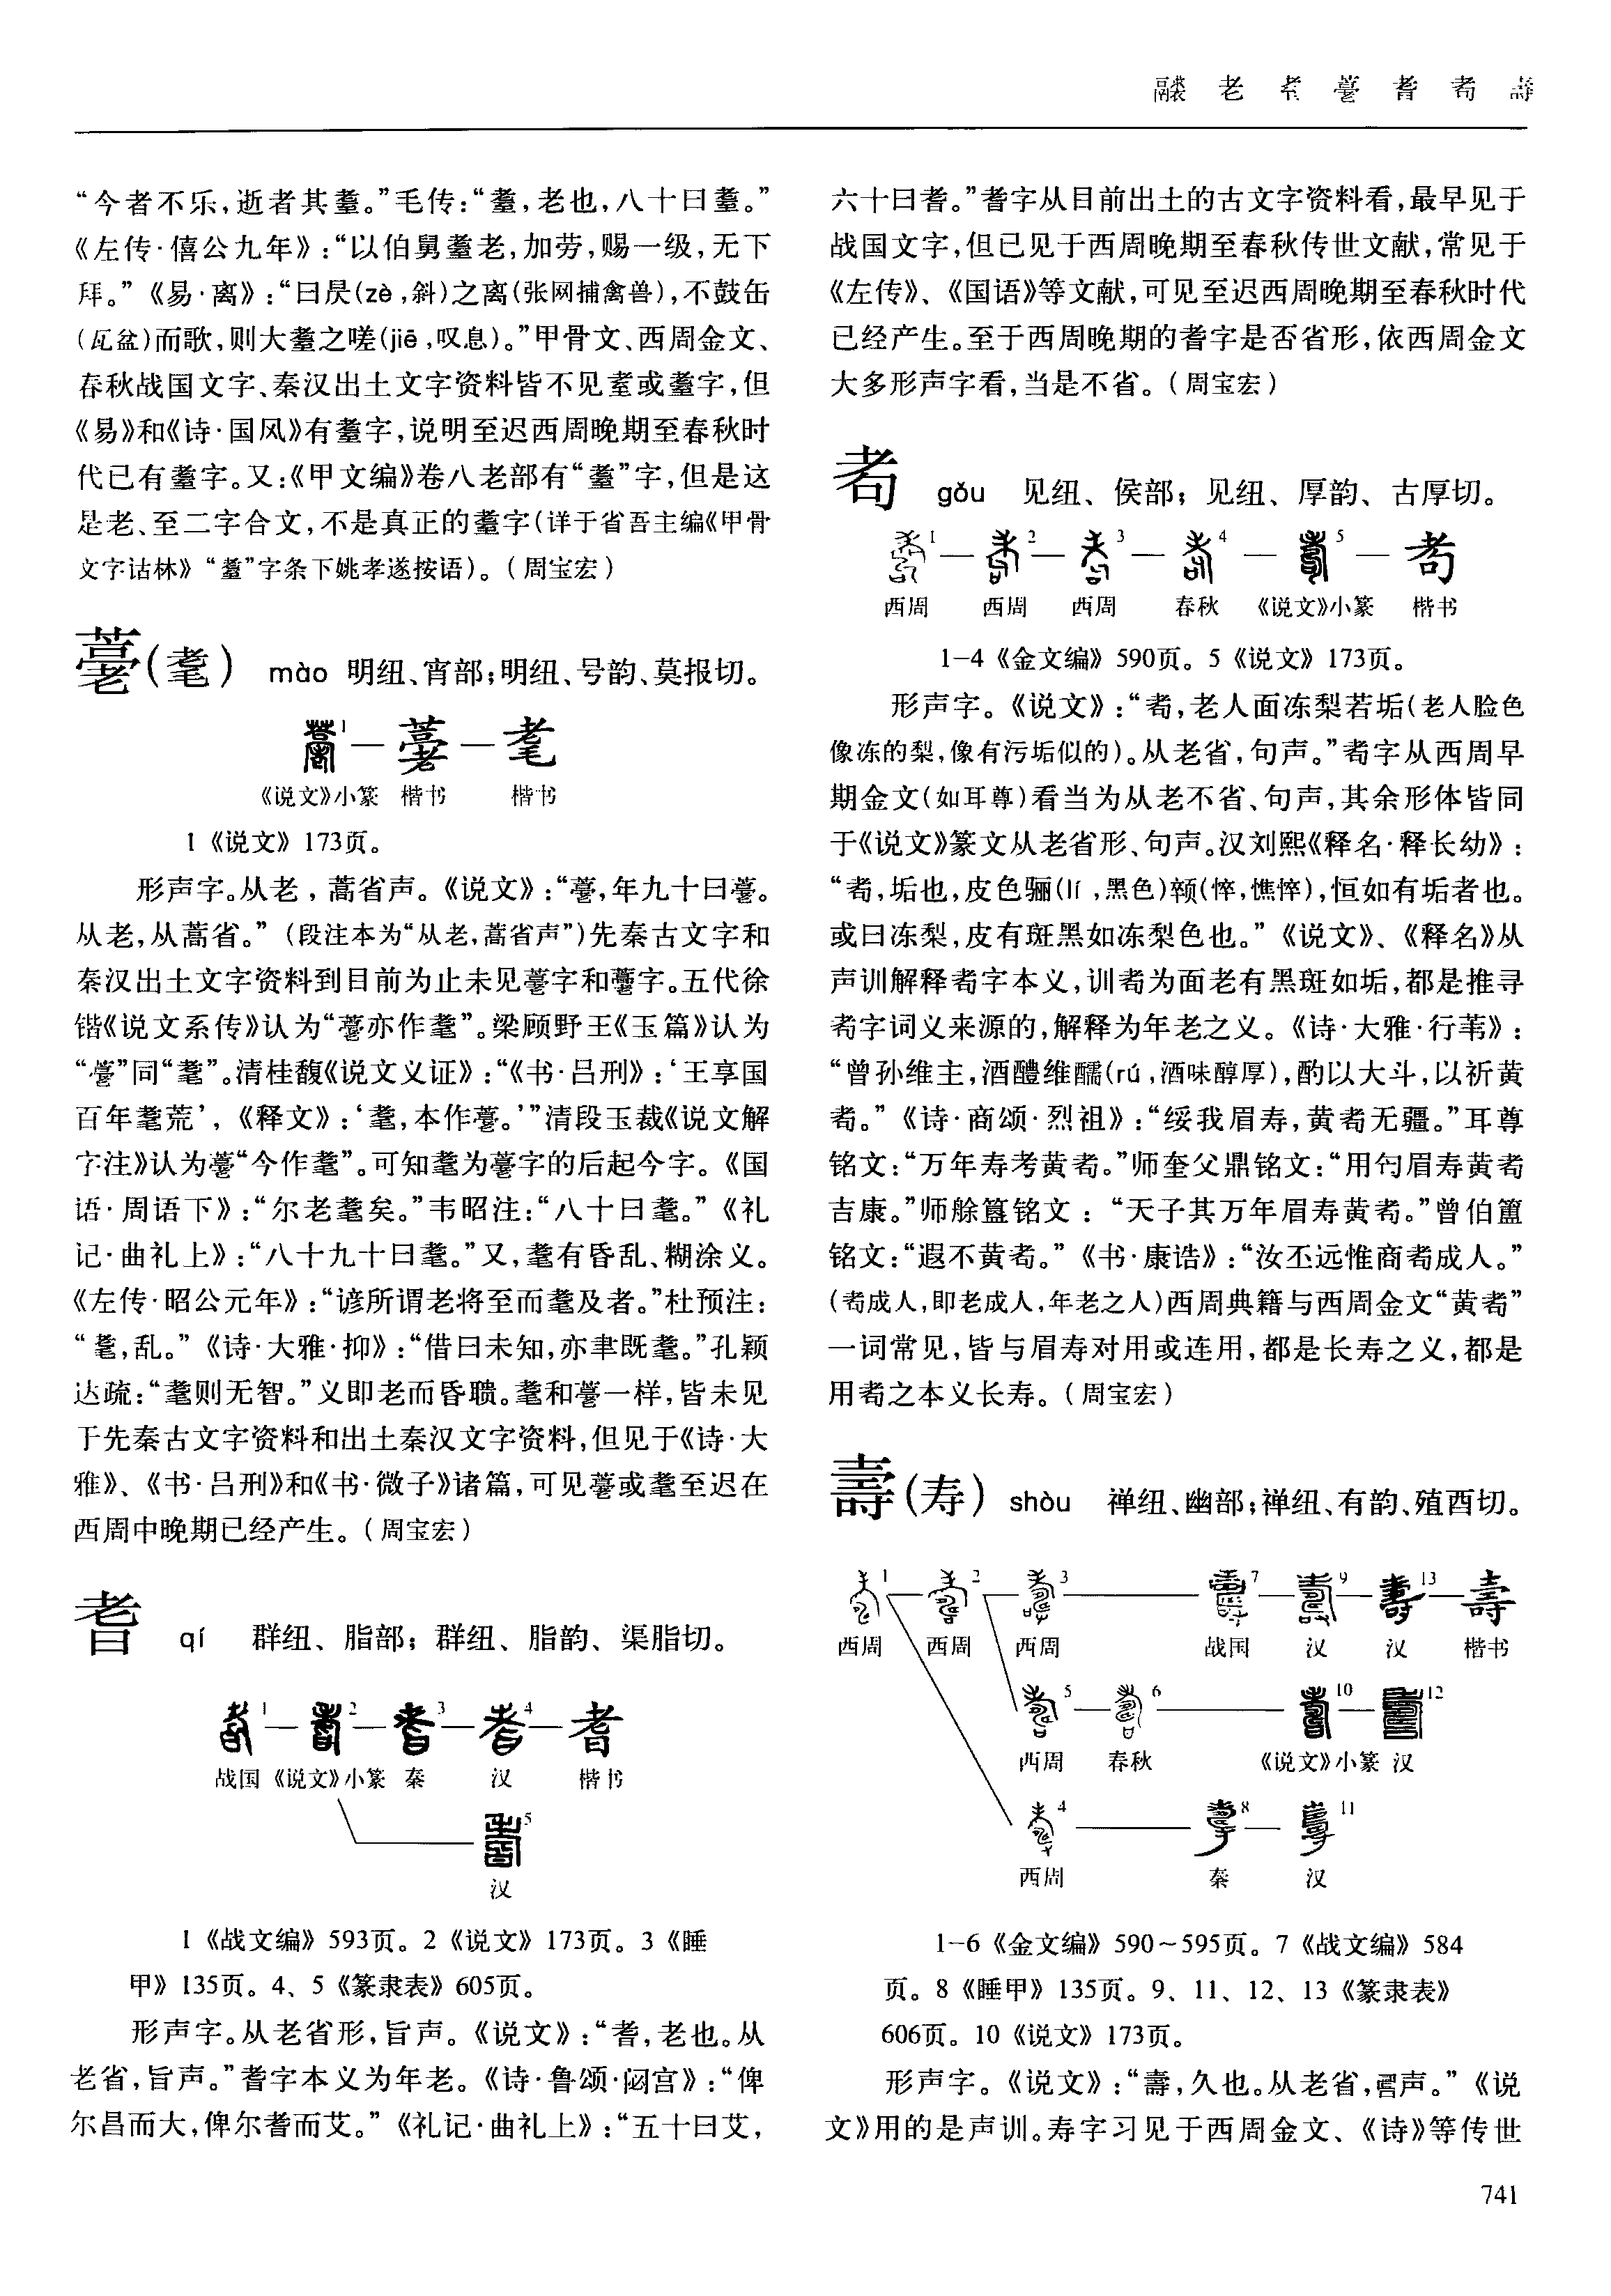 老 耆 耇 壽
“今者不乐，逝者其耋。”毛传：“耋，老也，八十曰耋。”
《左传·僖公九年》：“以伯舅耋老，加劳，赐一级，无下
拜。”《易·离》：“日昃(zè，斜)之离(张网捕禽兽)，不鼓缶
(瓦盆)而歌，则大耋之嗟(jiē，叹息)。”甲骨文、西周金文、
春秋战国文字、秦汉出土文字资料皆不见耊或耋字，但
《易》和《诗·国风》有耋字，说明至迟西周晚期至春秋时
代已有耋字。又：《甲文编》卷八老部有“耋”字，但是这
是老、至二字合文，不是真正的耋字(详于省吾主编《甲骨
文字诂林》“耋”字条下姚孝遂按语)。(周宝宏)
薹(耄) mào 明纽、宵部；明纽、号韵、莫报切。
1 — — 耄
《说文》小篆 楷书 楷书
1《说文》173页。
形声字。从老，蒿省声。《说文》：“𦽡，年九十曰𦽡。
从老，从蒿省。”(段注本为“从老，蒿省声”)先秦古文字和
秦汉出土文字资料到目前为止未见𦽡字和字。五代徐
锴《说文系传》认为“𦽡亦作耄”。梁顾野王《玉篇》认为
“𦽡”同“耄”。清桂馥《说文义证》：“《书·吕刑》：‘王享国
百年耄荒’，《释文》：‘耄，本作𦽡。’”清段玉裁《说文解
字注》认为𦽡“今作耄”。可知耄为𦽡字的后起今字。《国
语·周语下》：“尔老耄矣。”韦昭注：“八十曰耄。”《礼
记·曲礼上》：“八十九十曰耄。”又，耄有昏乱、糊涂义。
《左传·昭公元年》：“谚所谓老将至而耄及者。”杜预注：
“耄，乱。”《诗·大雅·抑》：“借曰未知，亦聿既耄。”孔颖
达疏：“耄则无智。”义即老而昏聩。耄和𦽡一样，皆未见
于先秦古文字资料和出土秦汉文字资料，但见于《诗·大
雅》、《书·吕刑》和《书·微子》诸篇，可见𦽡或耄至迟在
西周中晚期已经产生。(周宝宏)
耆 qí 群纽、脂部；群纽、脂韵、渠脂切。
1 — 2 — 3 — 4 — 耆
战国 《说文》小篆 秦 汉 楷书
5
汉
1《战文编》593页。2《说文》173页。3《睡
甲》135页。4、5《篆隶表》605页。
形声字。从老省形，旨声。《说文》：“耆，老也。从
老省，旨声。”耆字本义为年老。《诗·鲁颂·閟宫》：“俾
尔昌而大，俾尔耆而艾。”《礼记·曲礼上》：“五十曰艾，
六十曰耆。”耆字从目前出土的古文字资料看，最早见于
战国文字，但已见于西周晚期至春秋传世文献，常见于
《左传》、《国语》等文献，可见至迟西周晚期至春秋时代
已经产生。至于西周晚期的耆字是否省形，依西周金文
大多形声字看，当是不省。(周宝宏)
耇 gǒu 见纽、侯部；见纽、厚韵、古厚切。
1 — 2 — 3 — 4 — 5 — 耇
西周 西周 西周 春秋 《说文》小篆 楷书
1-4《金文编》590页。5《说文》173页。
形声字。《说文》：“耇，老人面冻梨若垢(老人脸色
像冻的梨，像有污垢似的)。从老省，句声。”耇字从西周早
期金文(如耳尊)看当为从老不省、句声，其余形体皆同
于《说文》篆文从老省形、句声。汉刘熙《释名·释长幼》：
“耇，垢也，皮色骊(lí，黑色)悴(悴，憔悴)，恒如有垢者也。
或曰冻梨，皮有斑黑如冻梨色也。”《说文》、《释名》从
声训解释耇字本义，训耇为面老有黑斑如垢，都是推寻
耇字词义来源的，解释为年老之义。《诗·大雅·行苇》：
“曾孙维主，酒醴维醹(rú，酒味醇厚)，酌以大斗，以祈黄
耇。”《诗·商颂·烈祖》：“绥我眉寿，黄耇无疆。”耳尊
铭文：“万年寿考黄耇。”师奎父鼎铭文：“用匄眉寿黄耇
吉康。”师艅簋铭文：“天子其万年眉寿黄耇。”曾伯簠
铭文：“遐不黄耇。”《书·康诰》：“汝丕远惟商耇成人。”
(耇成人，即老成人，年老之人)西周典籍与西周金文“黄耇”
一词常见，皆与眉寿对用或连用，都是长寿之义，都是
用耇之本义长寿。(周宝宏)
壽(寿) shòu 禅纽、幽部；禅纽、有韵、殖酉切。
1 2 3 7 9 13 壽
西周 西周 西周 战国 汉 汉 楷书
5 6 10 12
西周 春秋 《说文》小篆 汉
4 8 11
西周 秦 汉
1-6《金文编》590～595页。7《战文编》584
页。8《睡甲》135页。9、11、12、13《篆隶表》
606页。10《说文》173页。
形声字。《说文》：“壽，久也。从老省，𠷎声。”《说
文》用的是声训。寿字习见于西周金文、《诗》等传世
741